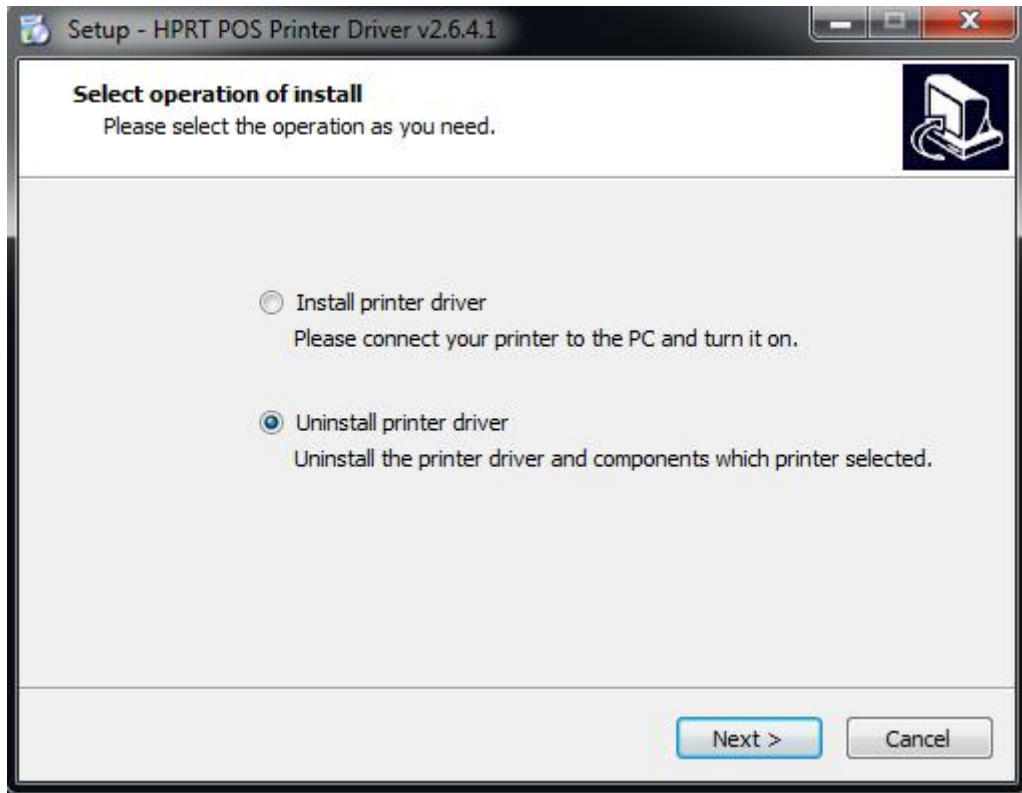 Setup - HPRT POS Printer Driver v2.6.4.1
Select operation of install
Please select the operation as you need.
Install printer driver
Please connect your printer to the PC and turn it on.
Uninstall printer driver
Uninstall the printer driver and components which printer selected.
Next >
Cancel